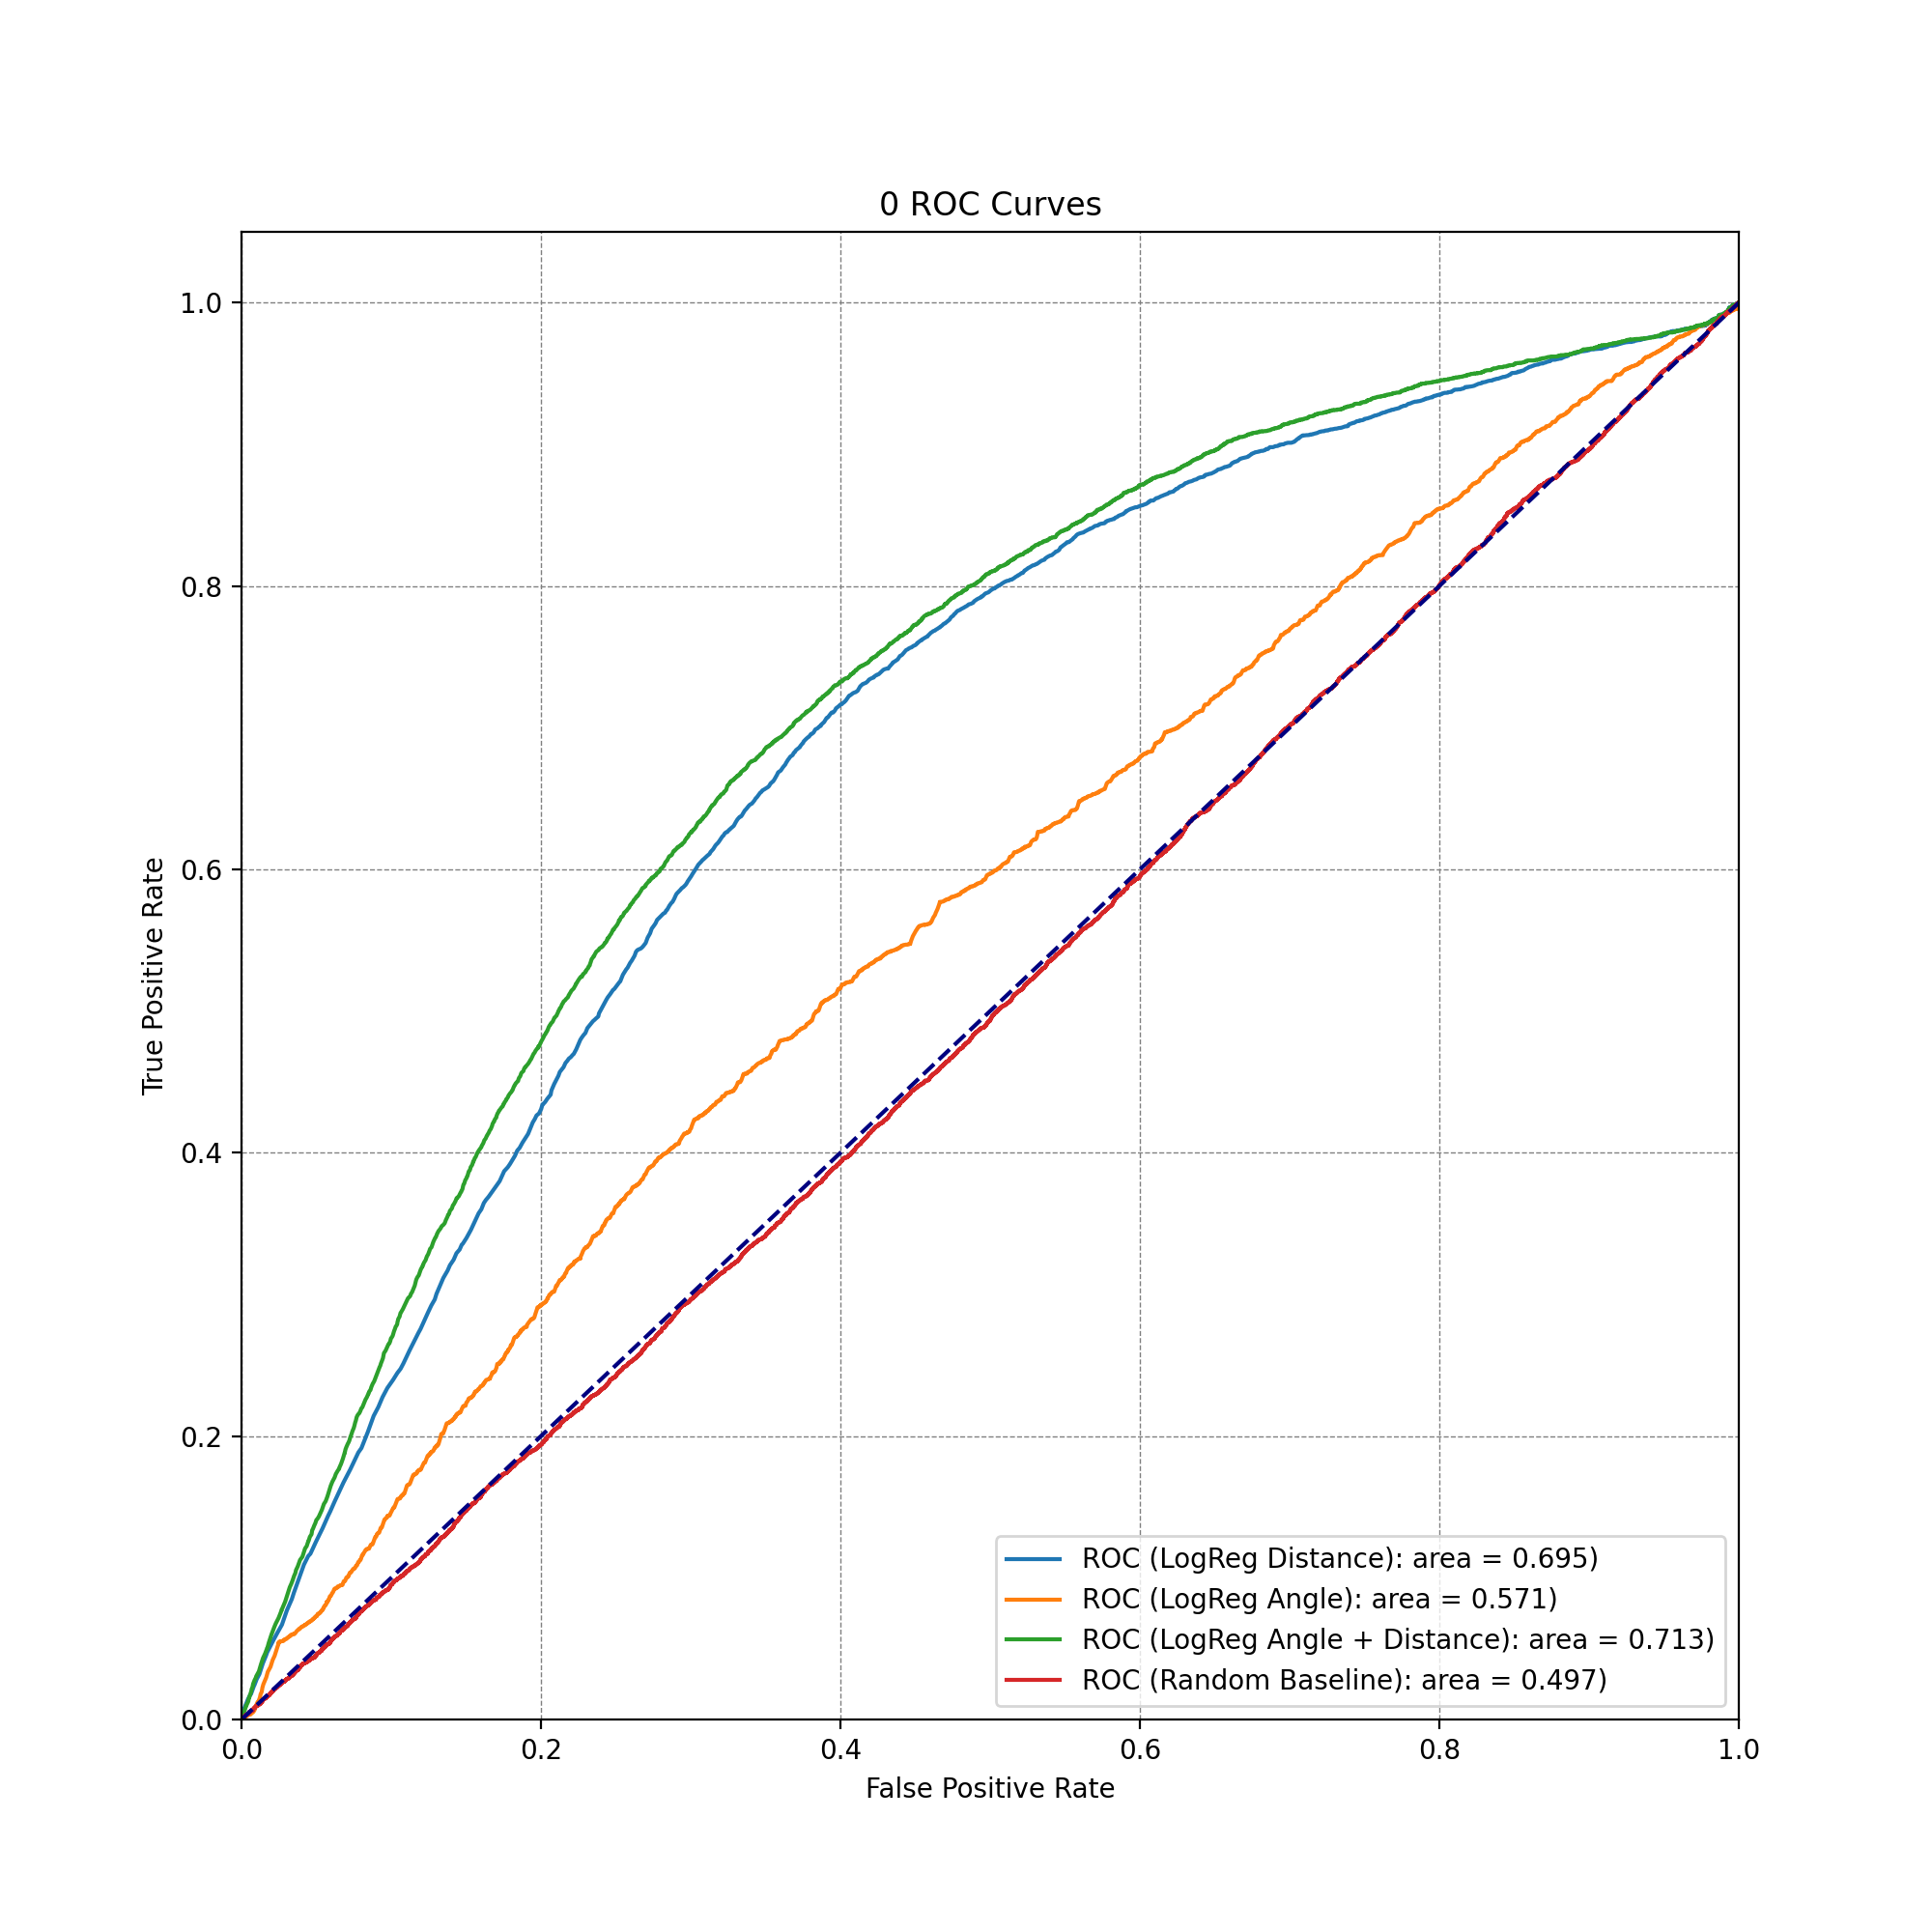 0 ROC Curves
1.0
0.8
0.6
0.4
0.2
0.0
True Positive Rate
ROC (LogReg Distance): area = 0.695)
ROC (LogReg Angle): area = 0.571)
ROC (LogReg Angle + Distance): area = 0.713)
ROC (Random Baseline): area = 0.497)
0.0 0.2 0.4 0.6 0.8 1.0
False Positive Rate